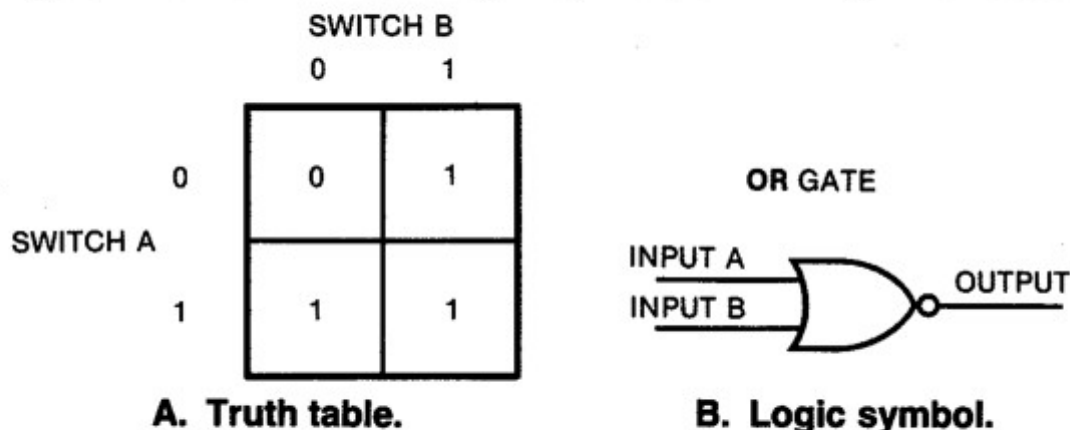 SWITCH B
0 1
0 0 1
OR GATE
SWITCH A
INPUT A
OUTPUT
INPUT B
1 1 1
A. Truth table.
B. Logic symbol.